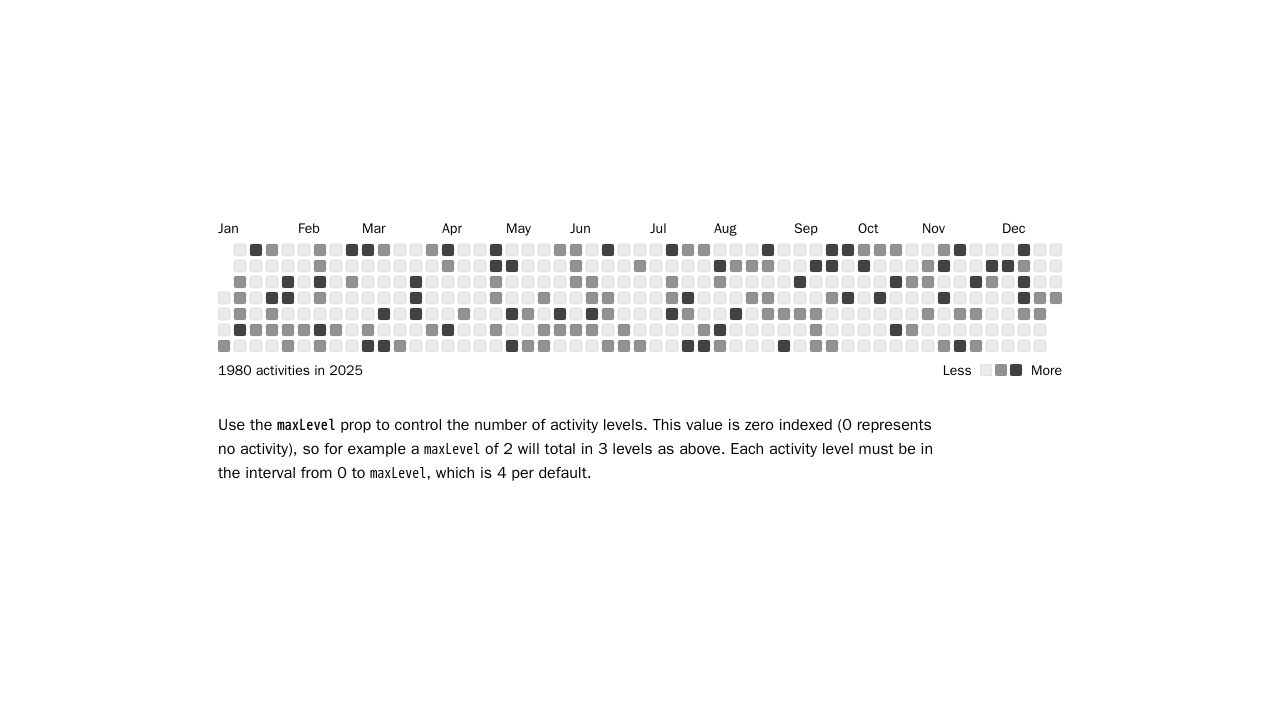 Jan Feb Mar Apr May Jun Jul Aug Sep Oct Nov Dec
1980 activities in 2025
Less More
Use the maxLevel prop to control the number of activity levels. This value is zero indexed (0 represents
no activity), so for example a maxLevel of 2 will total in 3 levels as above. Each activity level must be in
the interval from 0 to maxLevel, which is 4 per default.